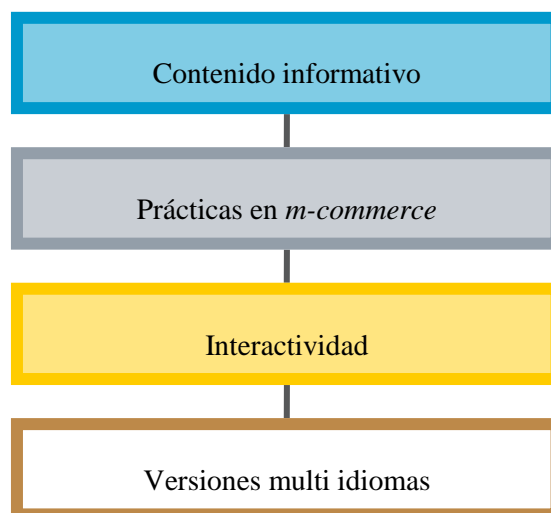 Contenido informativo
Prácticas en m-commerce
Interactividad
Versiones multi idiomas